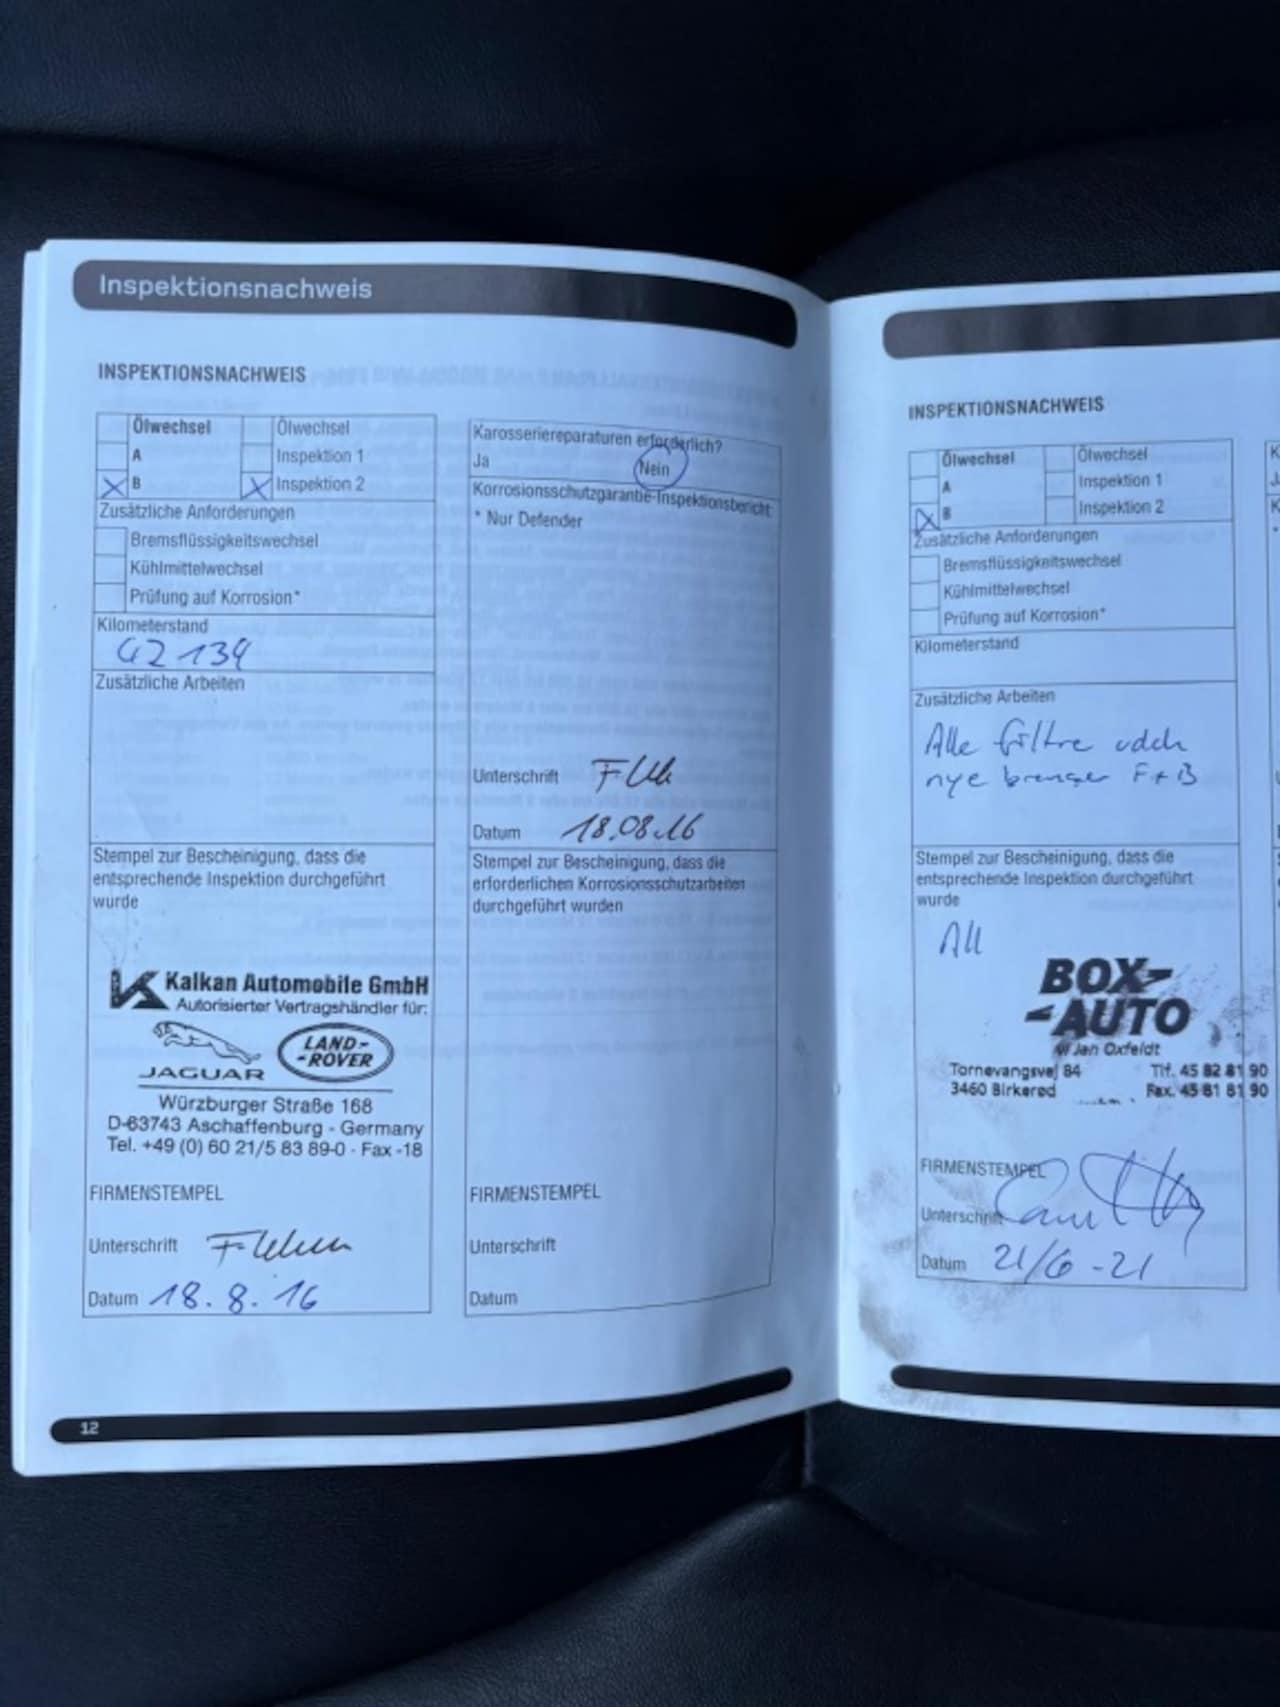 Inspektionsnachweis
INSPEKTIONSNACHWEIS
Ölwechsel Ölwechsel
A Inspektion 1
X B X Inspektion 2
Zusätzliche Anforderungen
Bremsflüssigkeitswechsel
Kühlmittelwechsel
Prüfung auf Korrosion*
Kilometerstand
42 134
Zusätzliche Arbeiten
Stempel zur Bescheinigung, dass die
entsprechende Inspektion durchgeführt
wurde
Kalkan Automobile GmbH
Autorisierter Vertragshändler für:
JAGUAR
LAND-
-ROVER
Würzburger Straße 168
D-63743 Aschaffenburg - Germany
Tel. +49 (0) 60 21/5 83 89-0 - Fax -18
FIRMENSTEMPEL
Unterschrift
Datum 18.8.16
Karosseriereparaturen erforderlich?
Ja Nein
Korrosionsschutzgarantie-Inspektionsbericht
* Nur Defender
Unterschrift
Datum 18.08.16
Stempel zur Bescheinigung, dass die
erforderlichen Korrosionsschutzarbeiten
durchgeführt wurden
FIRMENSTEMPEL
Unterschrift
Datum
12
INSPEKTIONSNACHWEIS
Ölwechsel Ölwechsel
A Inspektion 1
X B Inspektion 2
Zusätzliche Anforderungen
Bremsflüssigkeitswechsel
Kühlmittelwechsel
Prüfung auf Korrosion*
Kilometerstand
Zusätzliche Arbeiten
Alle filtre
nye bremser F+B
Stempel zur Bescheinigung, dass die
entsprechende Inspektion durchgeführt
wurde
All
BOX-
-AUTO
v/ Jan Oxfeldt
Tornevangsvej 84 Tlf. 45 82 81 90
3460 Birkerød Fax. 45 81 81 90
FIRMENSTEMPEL
Unterschrift
Datum 21/6-21